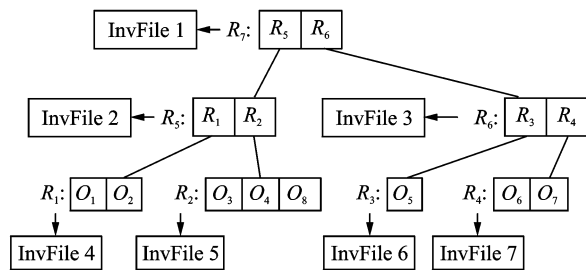 InvFile 1 R₇: R₅ R₆
InvFile 2 R₅: R₁ R₂ InvFile 3 R₆: R₃ R₄
R₁: O₁ O₂ R₂: O₃ O₄ O₈ R₃: O₅ R₄: O₆ O₇
InvFile 4 InvFile 5 InvFile 6 InvFile 7